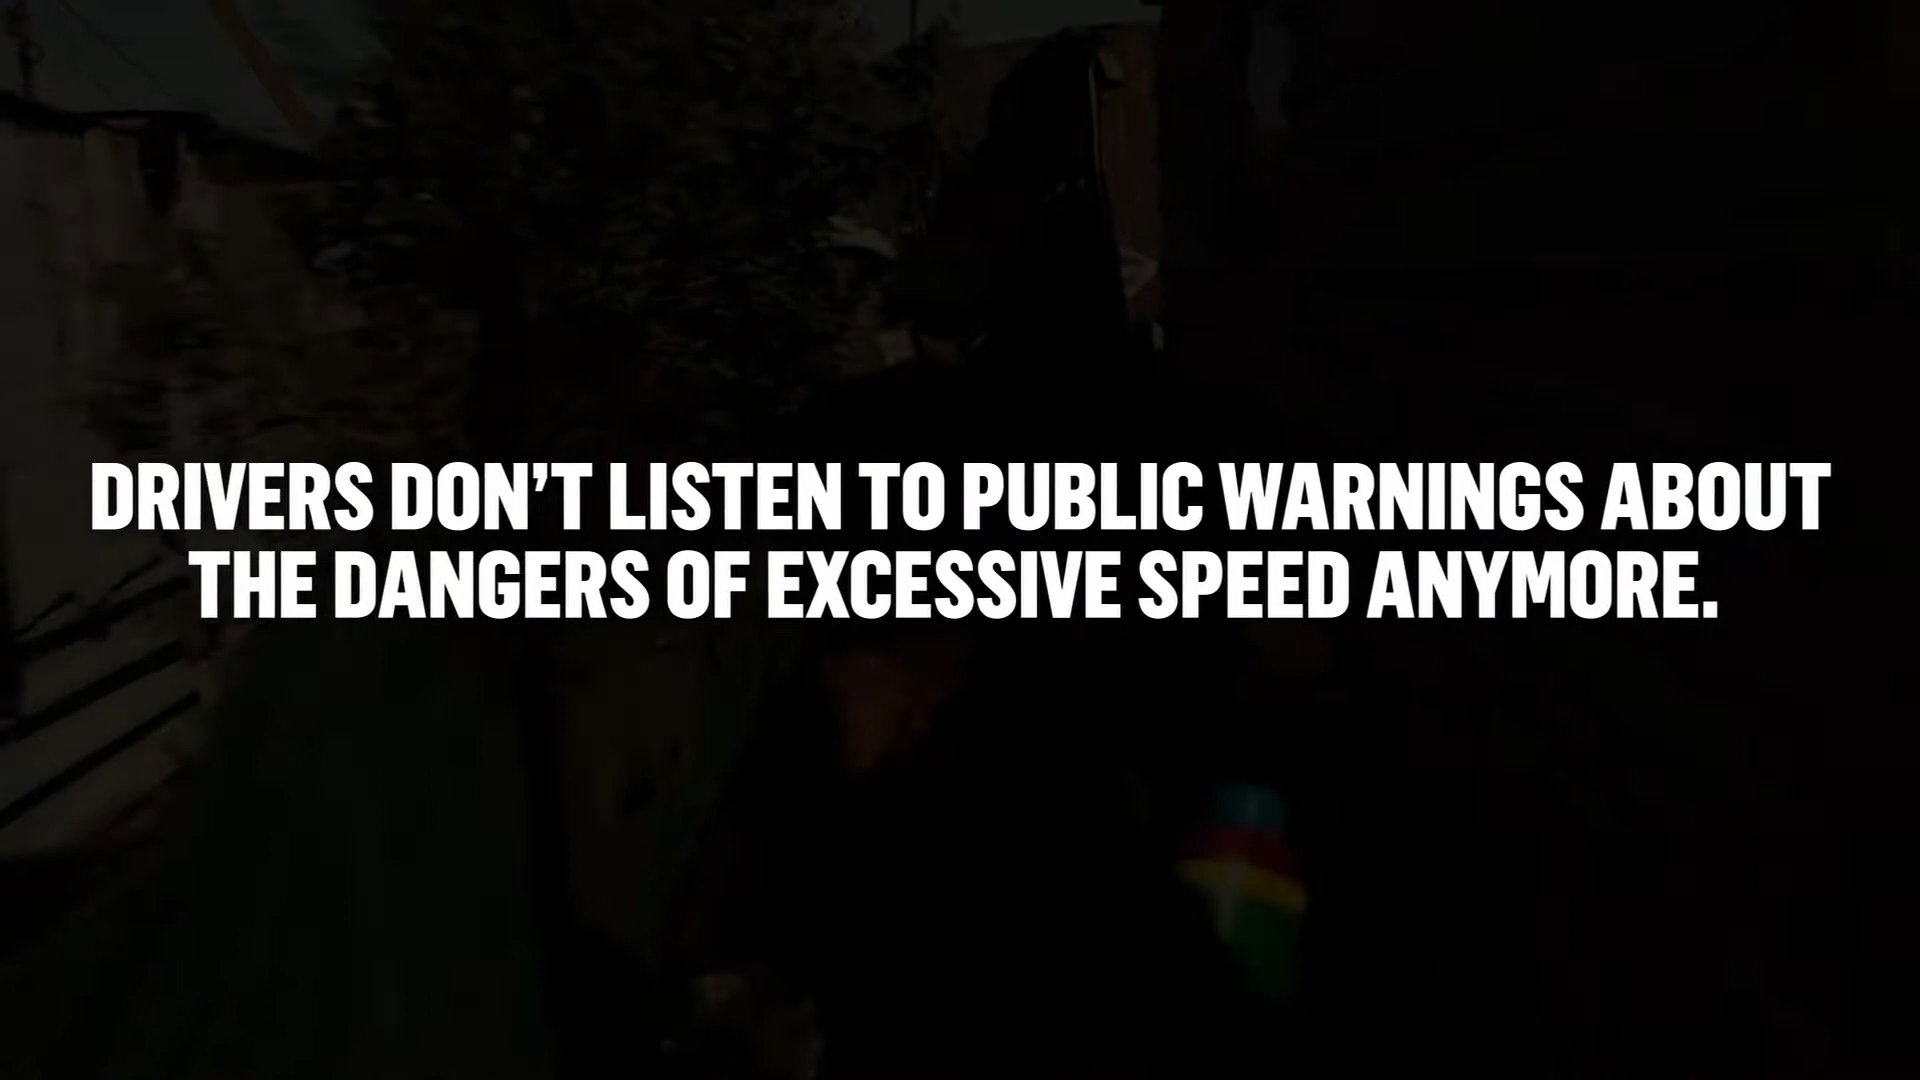 DRIVERS DON’T LISTEN TO PUBLIC WARNINGS ABOUT
THE DANGERS OF EXCESSIVE SPEED ANYMORE.